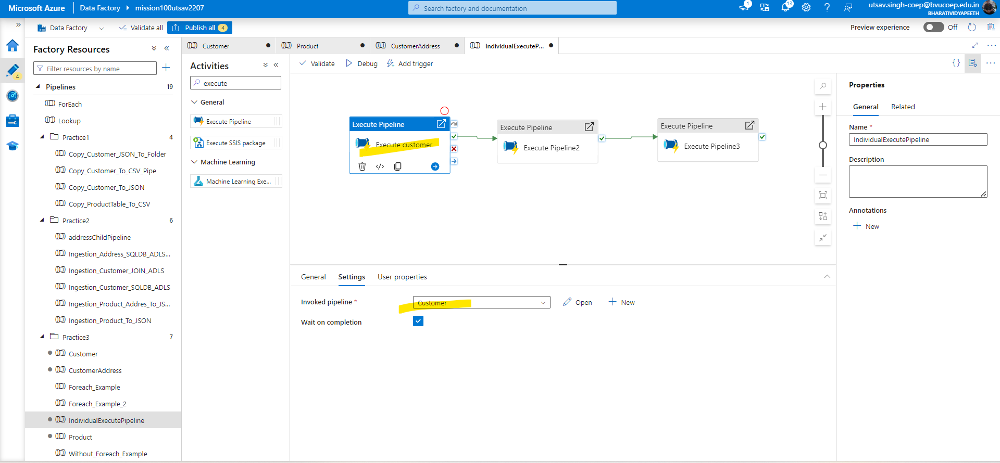 Microsoft Azure
Data Factory
mission100utsav2207
Search factory and documentation
1
13
utsav.singh-coep@bvucoep.edu.in
BHARATIVIDYAPEETH
Data Factory
Validate all
Publish all
4
Preview experience
Off
4
Factory Resources
Filter resources by name
Pipelines
19
ForEach
Lookup
Practice1
4
Copy_Customer_JSON_To_Folder
Copy_Customer_To_CSV_Pipe
Copy_Customer_To_JSON
Copy_ProductTable_To_CSV
Practice2
6
addressChildPipeline
Ingestion_Address_SQLDB_ADLS...
Ingestion_Customer_JOIN_ADLS
Ingestion_Customer_SQLDB_ADLS
Ingestion_Product_Addres_To_JS...
Ingestion_Product_To_JSON
Practice3
7
Customer
CustomerAddress
Foreach_Example
Foreach_Example_2
IndividualExecutePipeline
Product
Without_Foreach_Example
Customer
Product
CustomerAddress
IndividualExecuteP...
Activities
execute
General
Execute Pipeline
Execute SSIS package
Machine Learning
Machine Learning Exe...
Validate
Debug
Add trigger
Execute Pipeline
Execute customer
Execute Pipeline
Execute Pipeline2
Execute Pipeline
Execute Pipeline3
General
Settings
User properties
Invoked pipeline *
Customer
Open
New
Wait on completion
Properties
General
Related
Name *
IndividualExecutePipeline
Description
Annotations
New